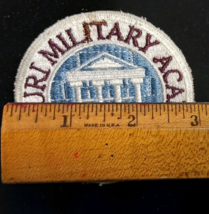 URI MILITARY ACA
1 2 3
MADE IN U.S.A.